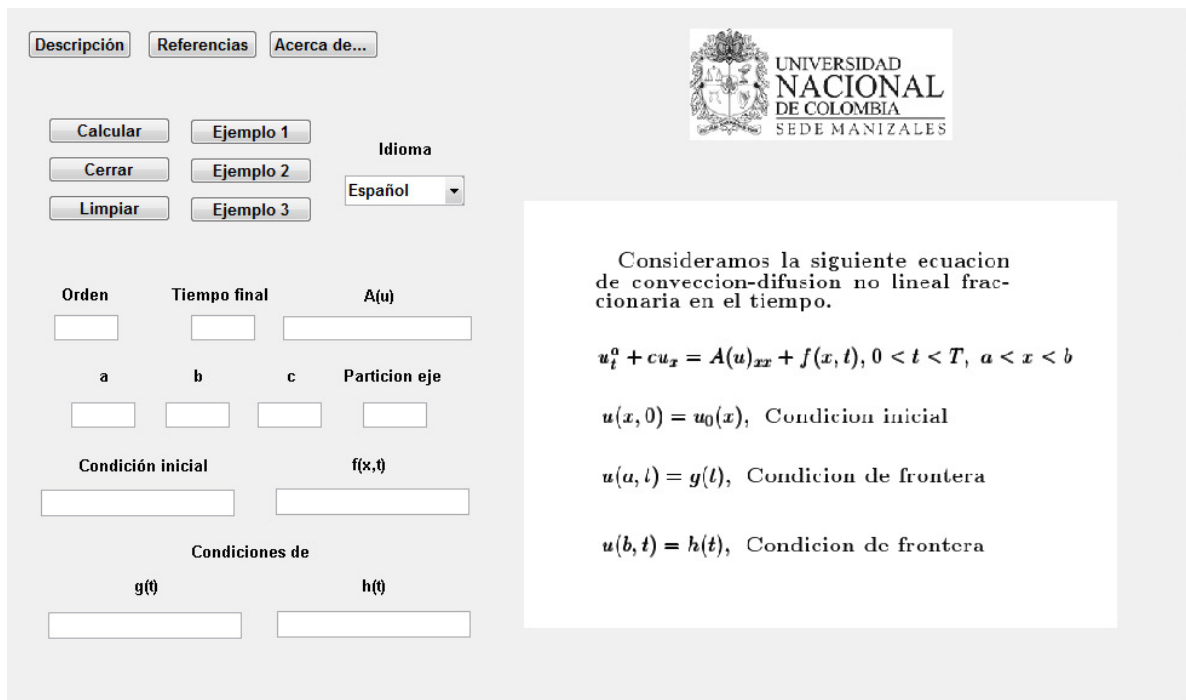 Descripción Referencias Acerca de...
UNIVERSIDAD
NACIONAL
DE COLOMBIA
SEDE MANIZALES
Calcular Ejemplo 1
Cerrar Ejemplo 2
Limpiar Ejemplo 3
Idioma
Español
Orden Tiempo final A(u)
a b c Particion eje
Condición inicial f(x,t)
Condiciones de
g(t) h(t)
Consideramos la siguiente ecuacion
de conveccion-difusion no lineal frac-
cionaria en el tiempo.
u_t^α + cu_x = A(u)_{xx} + f(x, t), 0 < t < T, a < x < b
u(x, 0) = u_0(x), Condicion inicial
u(a, t) = g(t), Condicion de frontera
u(b, t) = h(t), Condicion de frontera